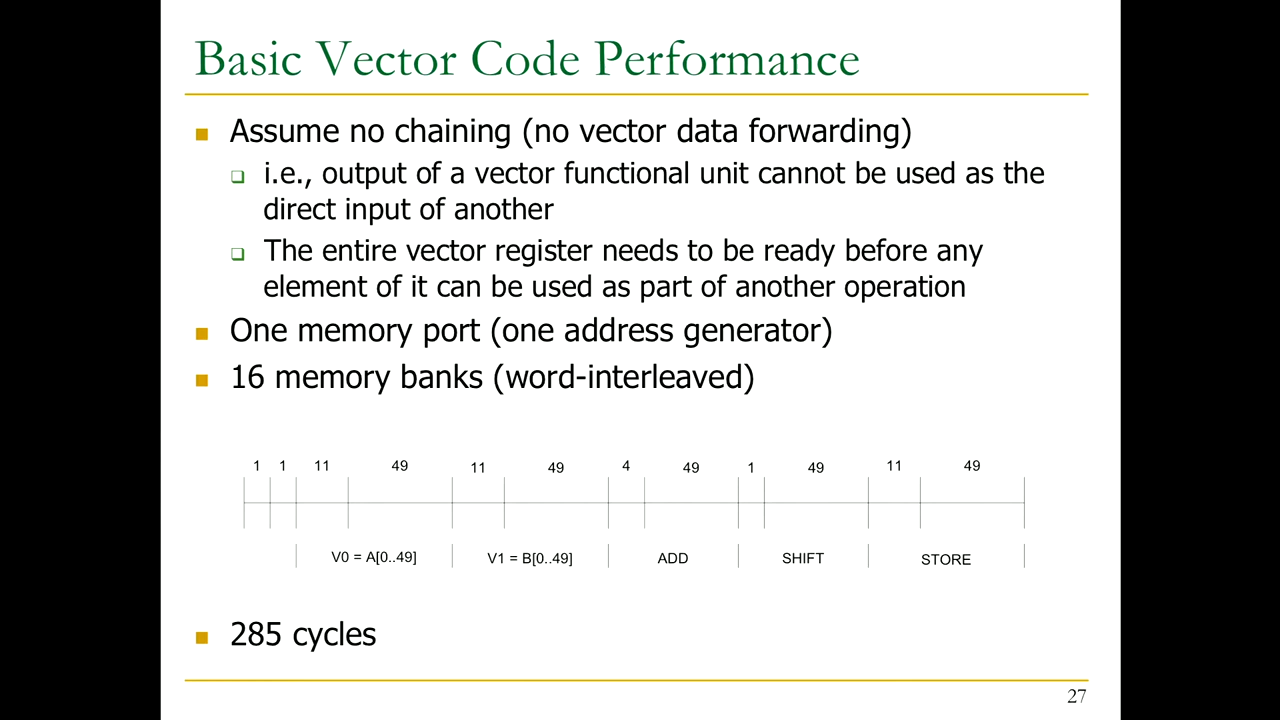 Basic Vector Code Performance
Assume no chaining (no vector data forwarding)
i.e., output of a vector functional unit cannot be used as the
direct input of another
The entire vector register needs to be ready before any
element of it can be used as part of another operation
One memory port (one address generator)
16 memory banks (word-interleaved)
1 1 11 49 11 49 4 49 1 49 11 49
V0 = A[0..49] V1 = B[0..49] ADD SHIFT STORE
285 cycles
27